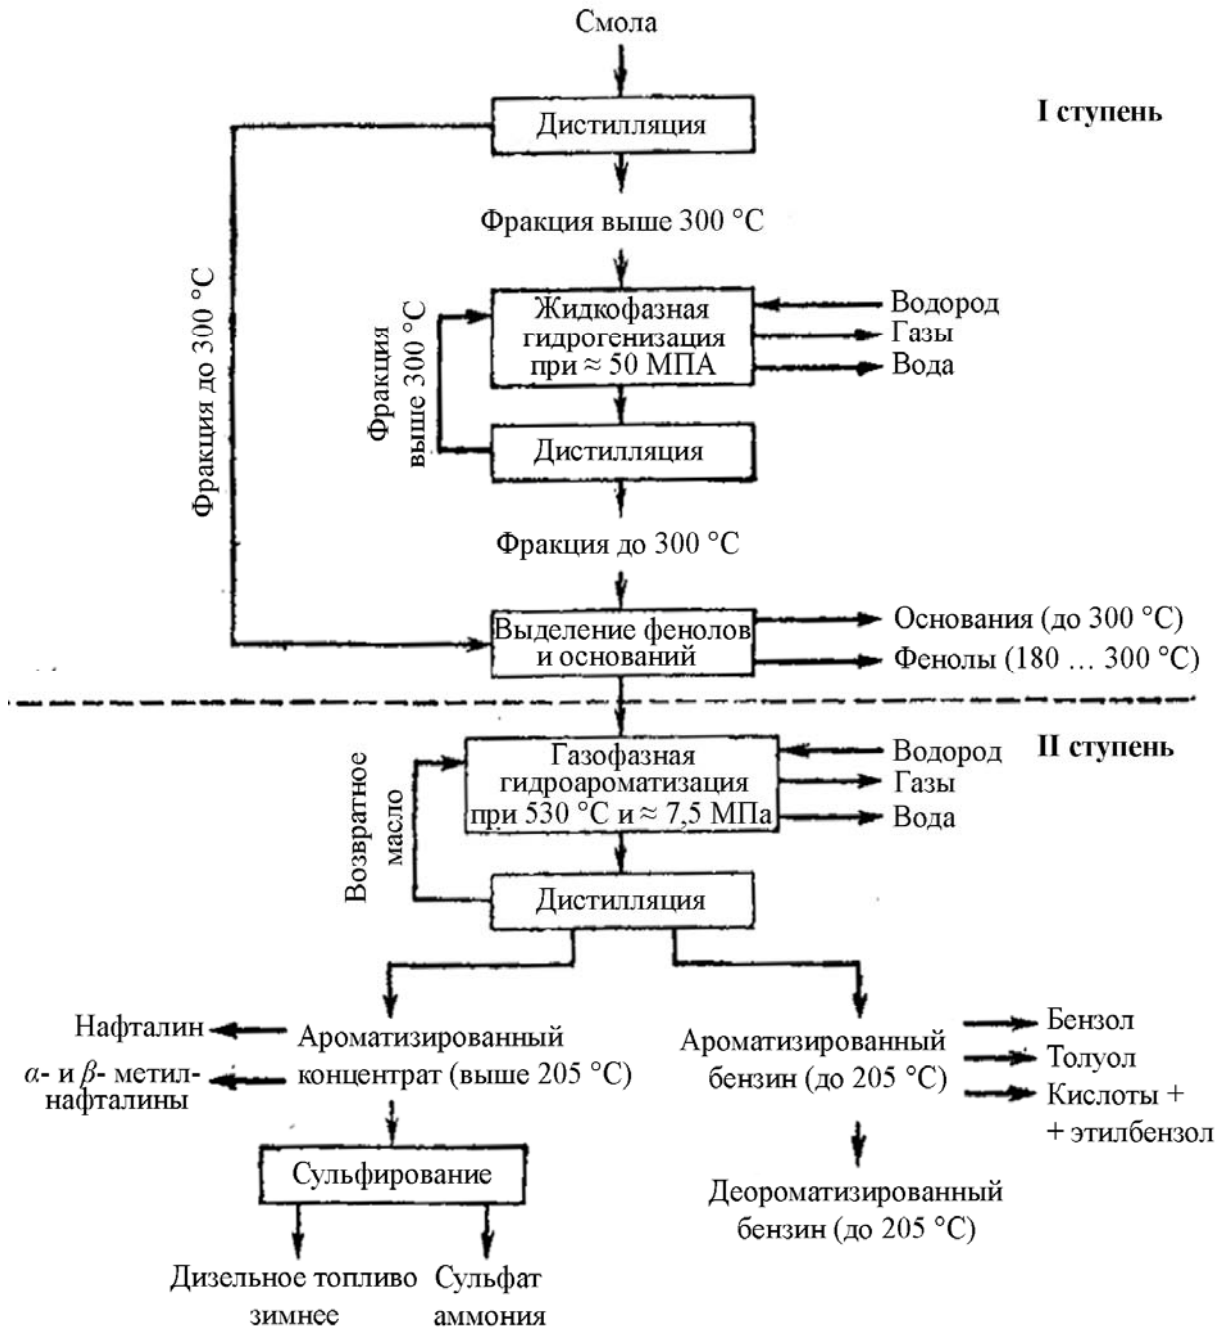 Смола
Дистилляция
I ступень
Фракция выше 300 °C
Фракция до 300 °C
Фракция
выше 300 °C
Жидкофазная
гидрогенизация
при ≈ 50 МПА
Водород
Газы
Вода
Дистилляция
Фракция до 300 °C
Выделение фенолов
и оснований
Основания (до 300 °C)
Фенолы (180 ... 300 °C)
II ступень
Возвратное
масло
Газофазная
гидроароматизация
при 530 °C и ≈ 7,5 МПа
Водород
Газы
Вода
Дистилляция
Нафталин
α- и β- метил-
нафталины
Ароматизированный
концентрат (выше 205 °C)
Ароматизированный
бензин (до 205 °C)
Бензол
Толуол
Кислоты +
+ этилбензол
Сульфирование
Деороматизированный
бензин (до 205 °C)
Дизельное топливо
зимнее
Сульфат
аммония